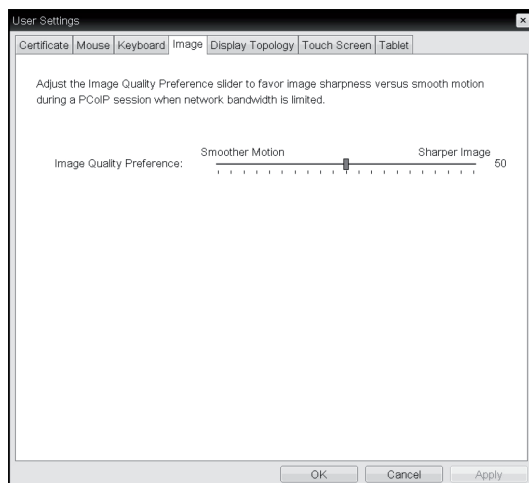 User Settings
Certificate Mouse Keyboard Image Display Topology Touch Screen Tablet
Adjust the Image Quality Preference slider to favor image sharpness versus smooth motion
during a PCoIP session when network bandwidth is limited.
Smoother Motion Sharper Image
Image Quality Preference: 50
OK Cancel Apply